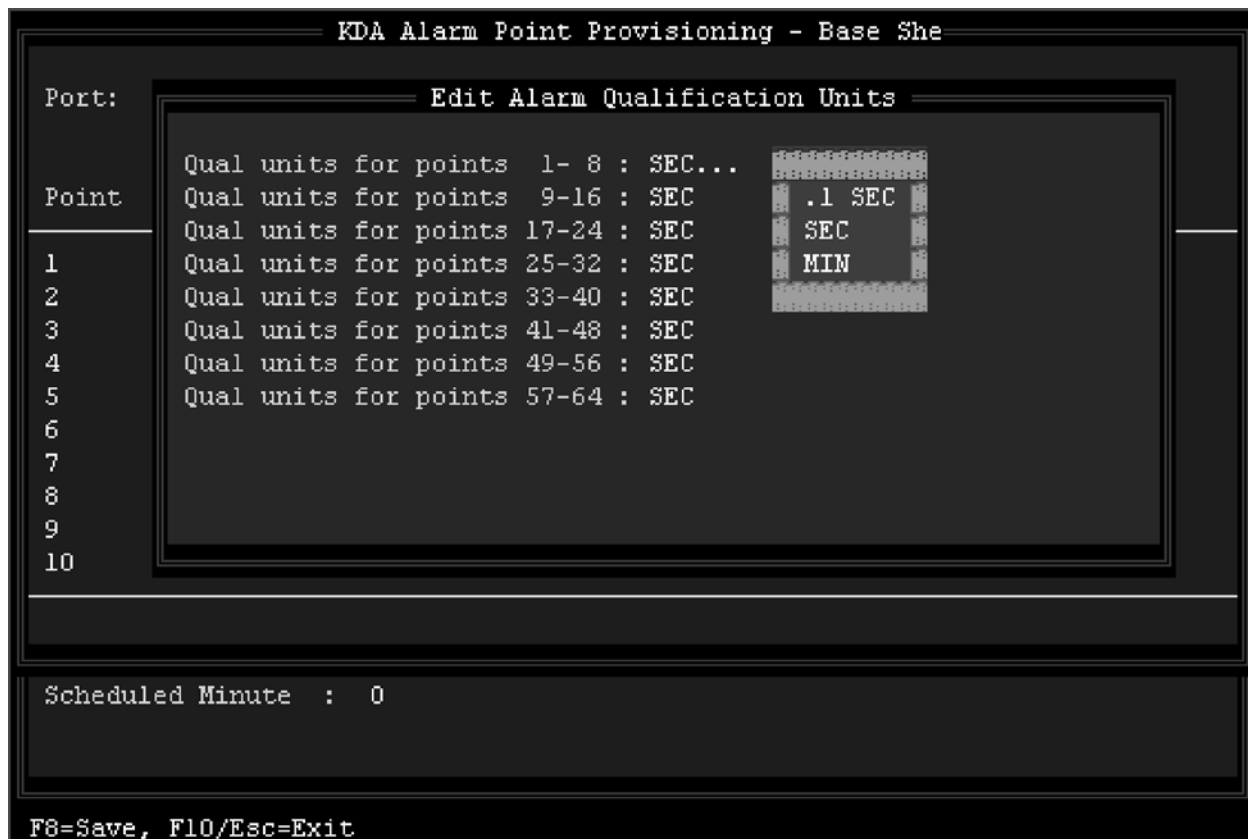 KDA Alarm Point Provisioning - Base She
Port:
Edit Alarm Qualification Units
Qual units for points 1- 8 : SEC...
Point
Qual units for points 9-16 : SEC
.1 SEC
Qual units for points 17-24 : SEC
SEC
1
Qual units for points 25-32 : SEC
MIN
2
Qual units for points 33-40 : SEC
3
Qual units for points 41-48 : SEC
4
Qual units for points 49-56 : SEC
5
Qual units for points 57-64 : SEC
6
7
8
9
10
Scheduled Minute : 0
F8=Save, F10/Esc=Exit